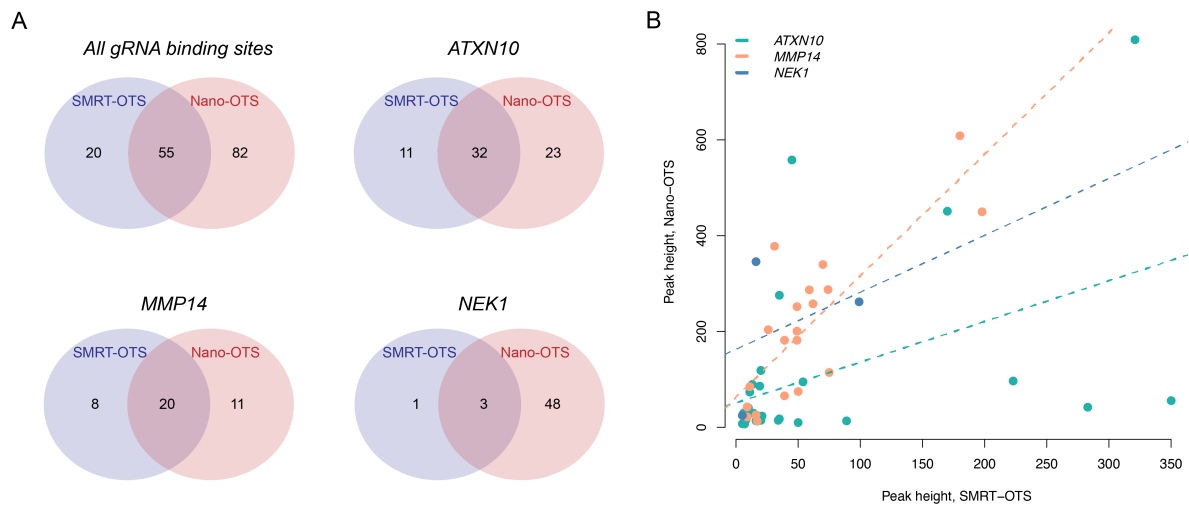 A
All gRNA binding sites
SMRT-OTS Nano-OTS
20 55 82
ATXN10
SMRT-OTS Nano-OTS
11 32 23
MMP14
SMRT-OTS Nano-OTS
8 20 11
NEK1
SMRT-OTS Nano-OTS
1 3 48
B
ATXN10
MMP14
NEK1
Peak height, Nano−OTS
800
600
400
200
0
0 50 100 150 200 250 300 350
Peak height, SMRT−OTS